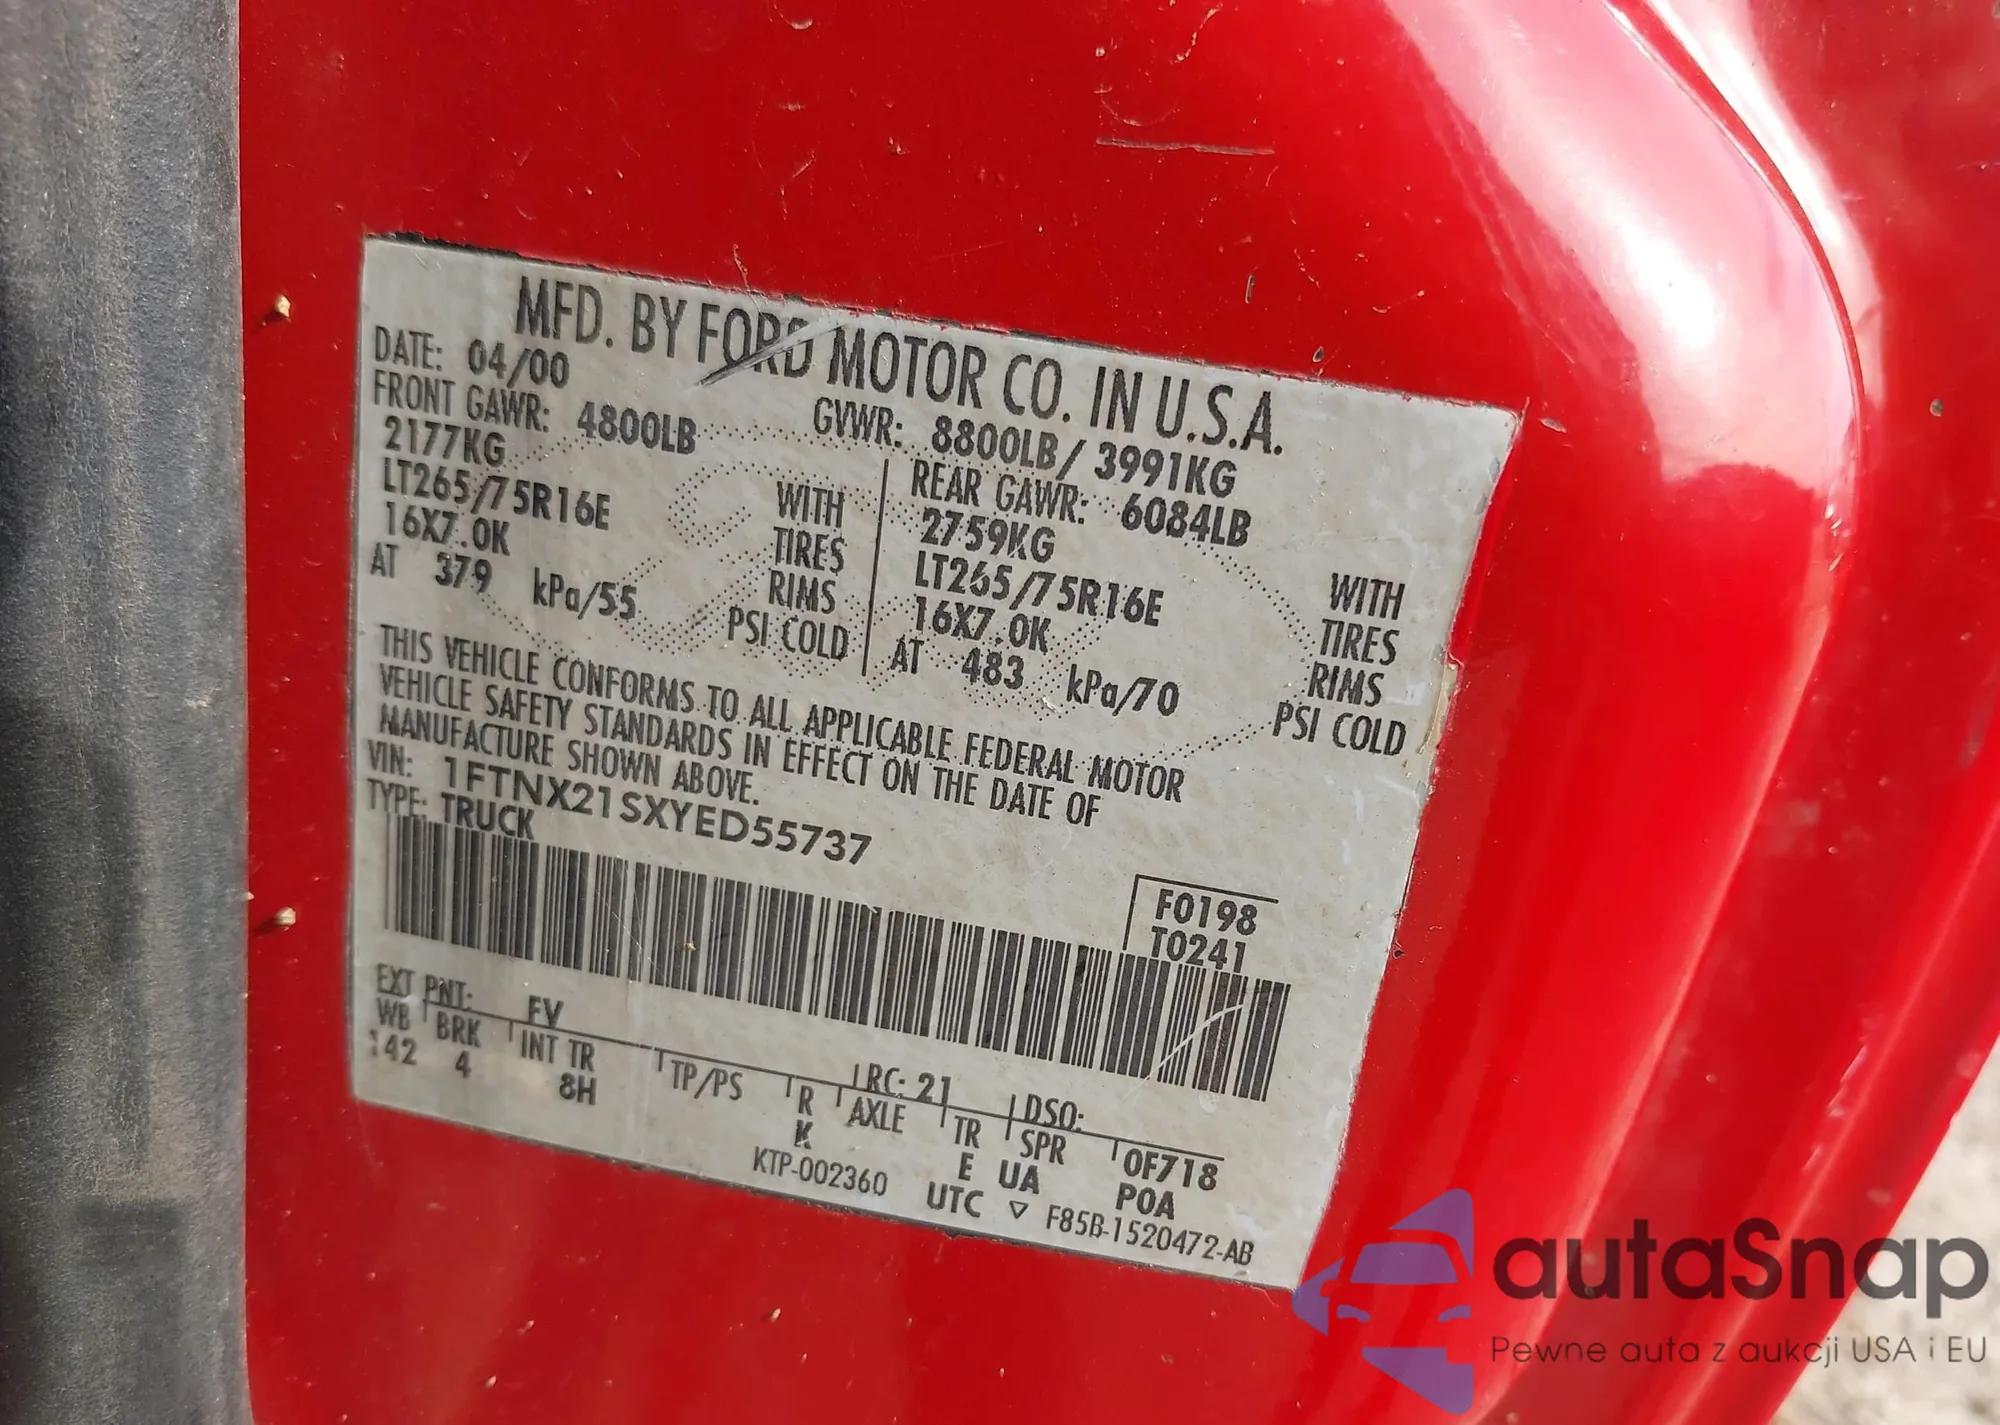 MFD. BY FORD MOTOR CO. IN U.S.A.
DATE: 04/00 GVWR: 8800LB/ 3991KG
FRONT GAWR: 4800LB REAR GAWR: 6084LB
2177KG WITH 2759KG WITH
LT265/75R16E TIRES LT265/75R16E TIRES
16X7.0K RIMS 16X7.0K RIMS
AT 379 kPa/55 PSI COLD AT 483 kPa/70 PSI COLD
THIS VEHICLE CONFORMS TO ALL APPLICABLE FEDERAL MOTOR
VEHICLE SAFETY STANDARDS IN EFFECT ON THE DATE OF
MANUFACTURE SHOWN ABOVE.
VIN: 1FTNX21SXYED55737
TYPE: TRUCK
F0198
T0241
EXT PNT: FV RC: 21 DSO:
WB BRK INT TR TP/PS R AXLE TR SPR 0F718
142 4 8H K E UA POA
KTP-002360 UTC ▽ F85B-1520472-AB
autaSnap
Pewne auta z aukcji USA i EU